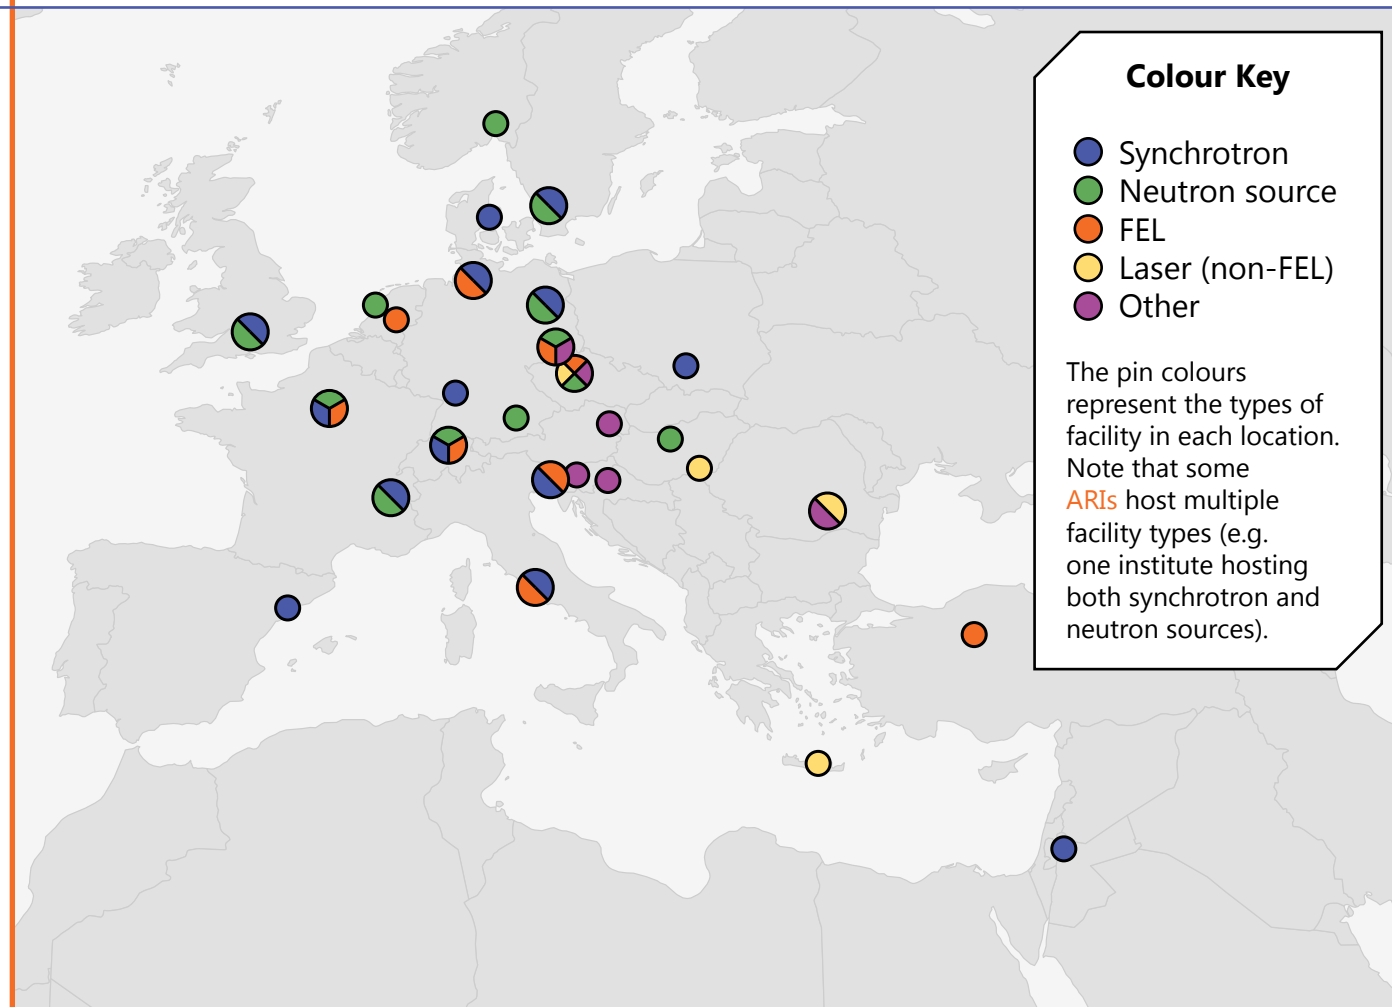 Colour Key
Synchrotron
Neutron source
FEL
Laser (non-FEL)
Other
The pin colours
represent the types of
facility in each location.
Note that some
ARIs host multiple
facility types (e.g.
one institute hosting
both synchrotron and
neutron sources).